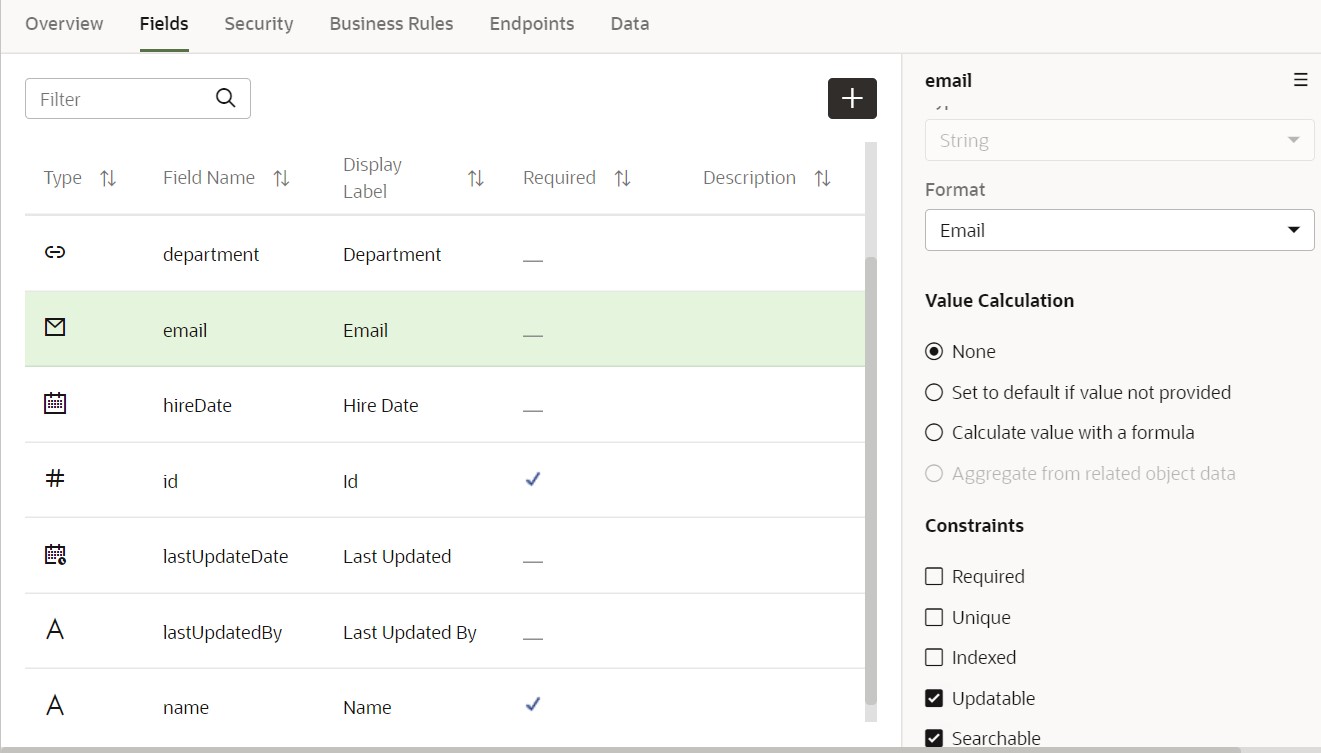 Overview Fields Security Business Rules Endpoints Data
Filter
Type Field Name Display Label Required Description
department Department
email Email
hireDate Hire Date
id Id
lastUpdateDate Last Updated
lastUpdatedBy Last Updated By
name Name
email
String
Format
Email
Value Calculation
None
Set to default if value not provided
Calculate value with a formula
Aggregate from related object data
Constraints
Required
Unique
Indexed
Updatable
Searchable